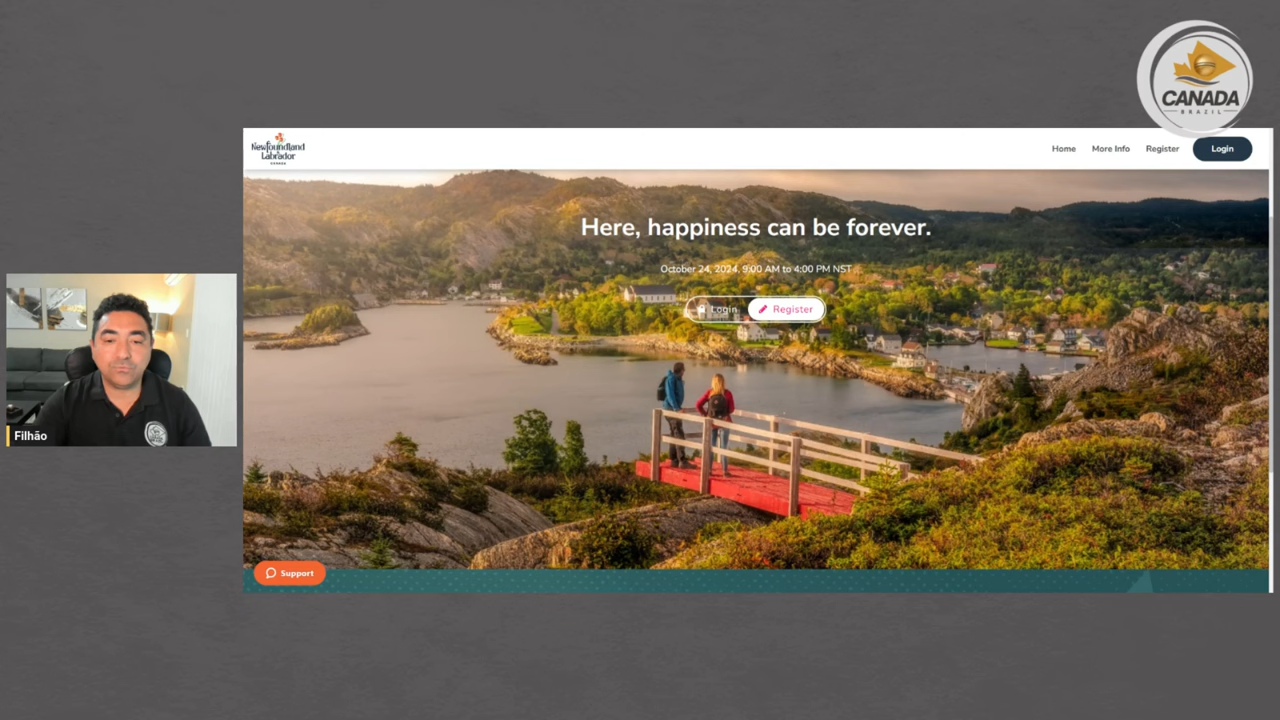 CANADA
BRAZIL
Newfoundland
Labrador
CANADA
Home
More Info
Register
Login
Here, happiness can be forever.
October 24, 2024, 9:00 AM to 4:00 PM NST
Login
Register
Filhão
Support